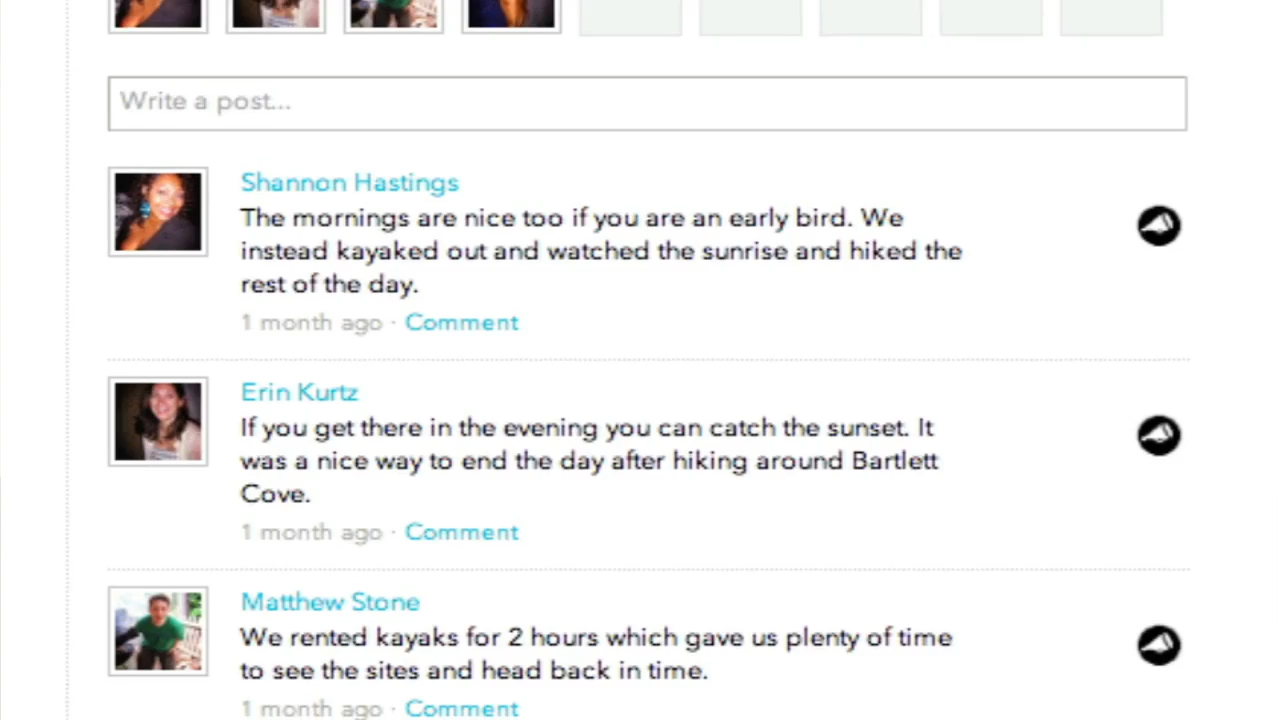 Write a post...
Shannon Hastings
The mornings are nice too if you are an early bird. We
instead kayaked out and watched the sunrise and hiked the
rest of the day.
1 month ago · Comment
Erin Kurtz
If you get there in the evening you can catch the sunset. It
was a nice way to end the day after hiking around Bartlett
Cove.
1 month ago · Comment
Matthew Stone
We rented kayaks for 2 hours which gave us plenty of time
to see the sites and head back in time.
1 month ago · Comment